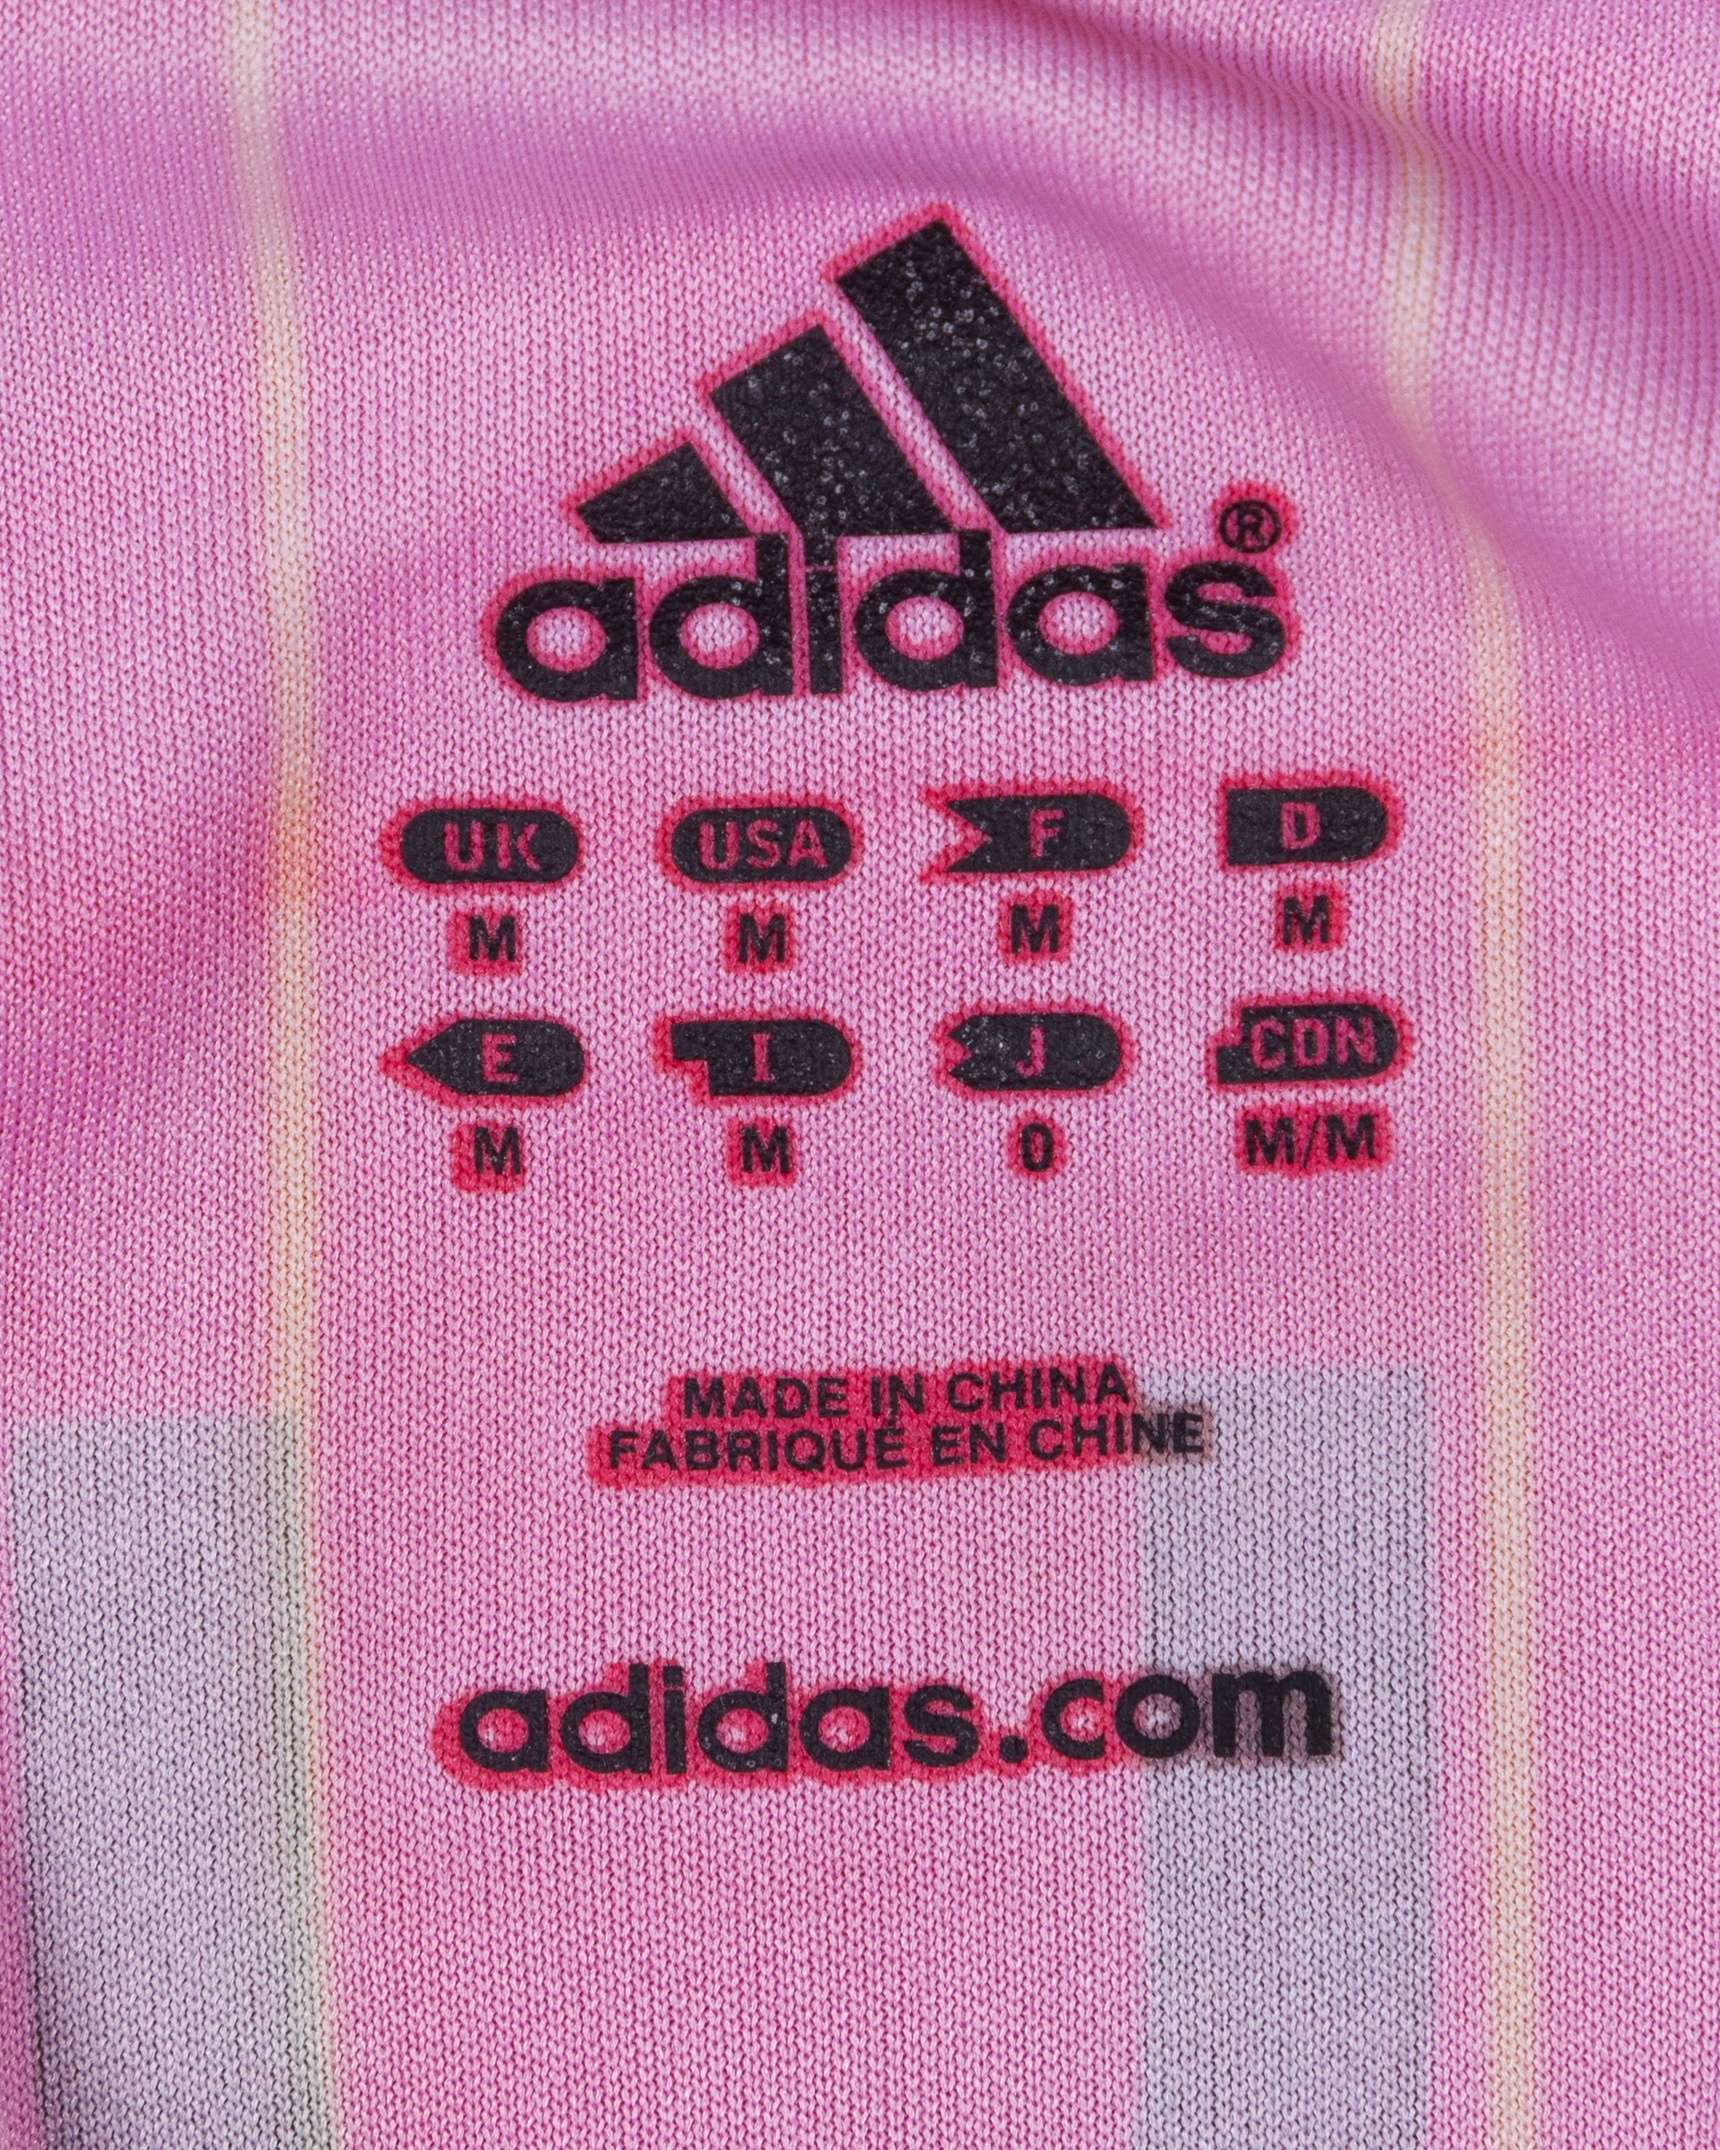 adidas®
UK USA F D
M M M M
E I J CDN
M M O M/M
MADE IN CHINA
FABRIQUÉ EN CHINE
adidas.com